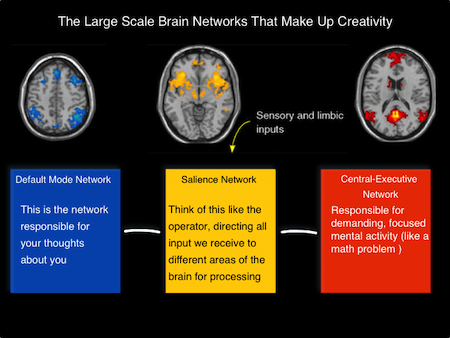 The Large Scale Brain Networks That Make Up Creativity
Sensory and limbic
inputs
Default Mode Network
This is the network
responsible for
your thoughts
about you
Salience Network
Think of this like the
operator, directing all
input we receive to
different areas of the
brain for processing
Central-Executive
Network
Responsible for
demanding, focused
mental activity (like a
math problem )